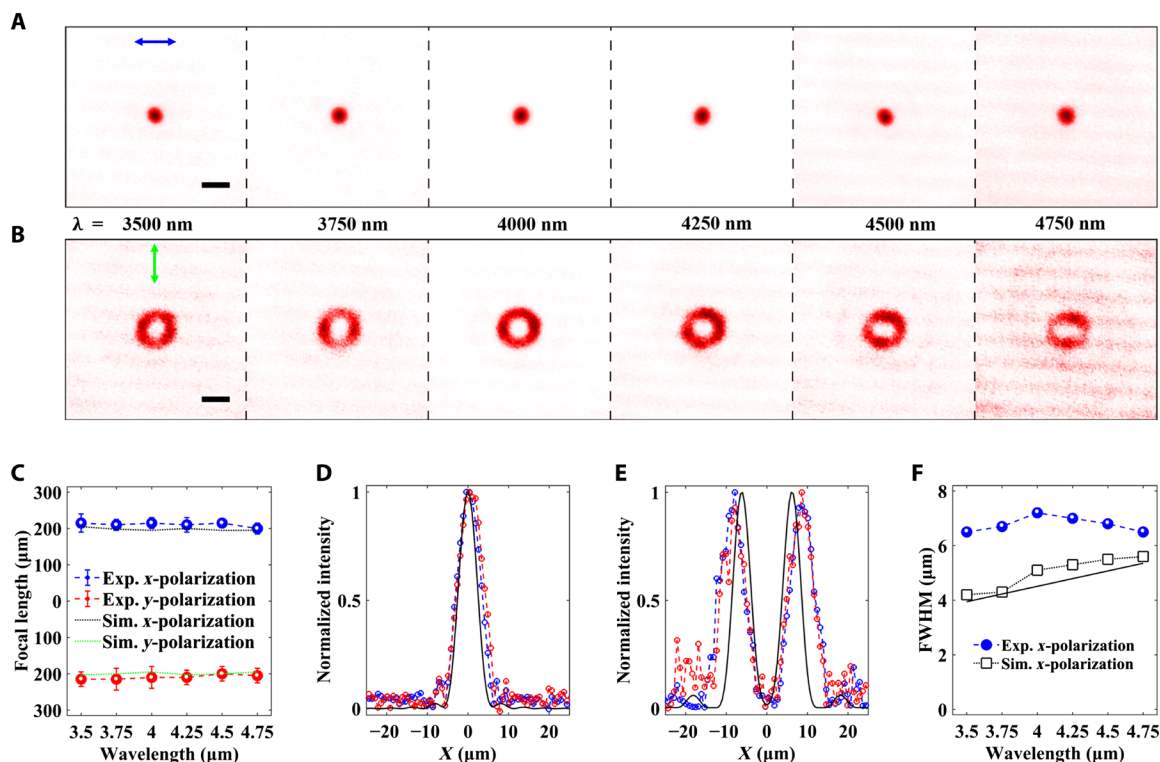 A
λ = 3500 nm 3750 nm 4000 nm 4250 nm 4500 nm 4750 nm
B
C
300
200
100
0
100
200
300
Focal length (μm)
Exp. x-polarization
Exp. y-polarization
Sim. x-polarization
Sim. y-polarization
3.5 3.75 4 4.25 4.5 4.75
Wavelength (μm)
D
1
0.5
0
Normalized intensity
−20 −10 0 10 20
X (μm)
E
1
0.5
0
Normalized intensity
−20 −10 0 10 20
X (μm)
F
8
6
4
2
0
FWHM (μm)
Exp. x-polarization
Sim. x-polarization
3.5 3.75 4 4.25 4.5 4.75
Wavelength (μm)